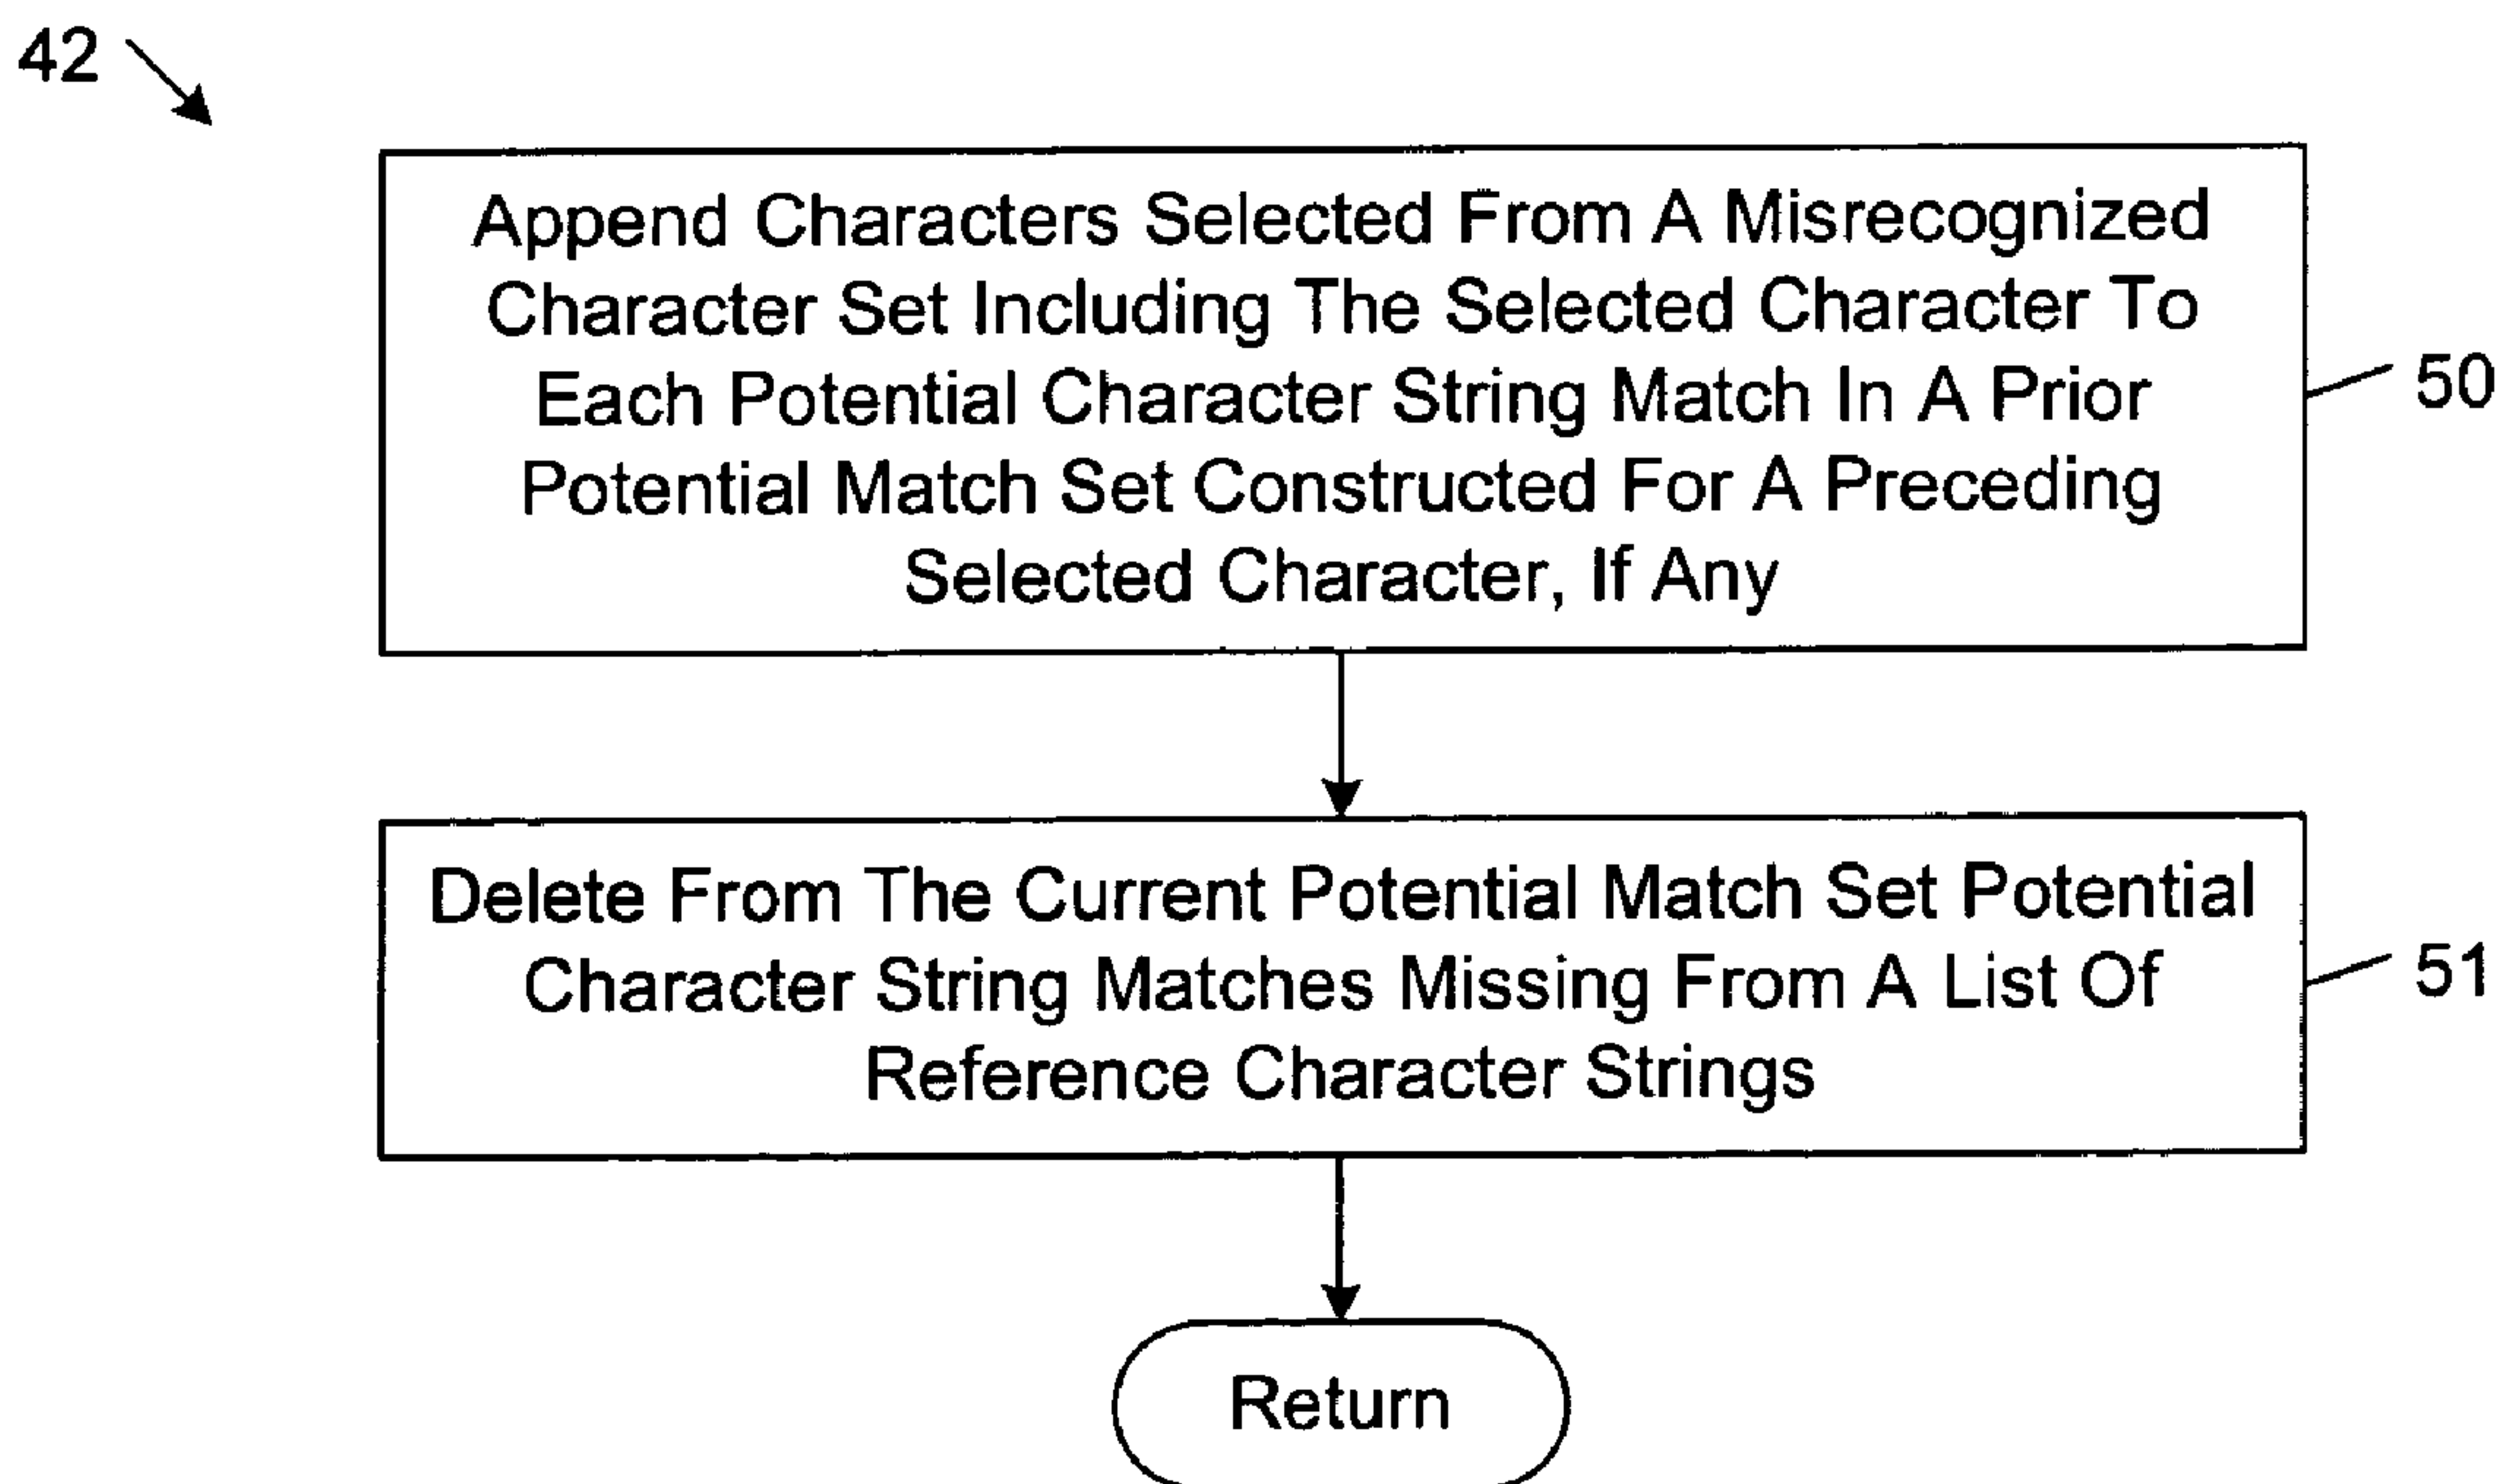 42
Append Characters Selected From A Misrecognized
Character Set Including The Selected Character To
Each Potential Character String Match In A Prior
Potential Match Set Constructed For A Preceding
Selected Character, If Any
50
Delete From The Current Potential Match Set Potential
Character String Matches Missing From A List Of
Reference Character Strings
51
Return